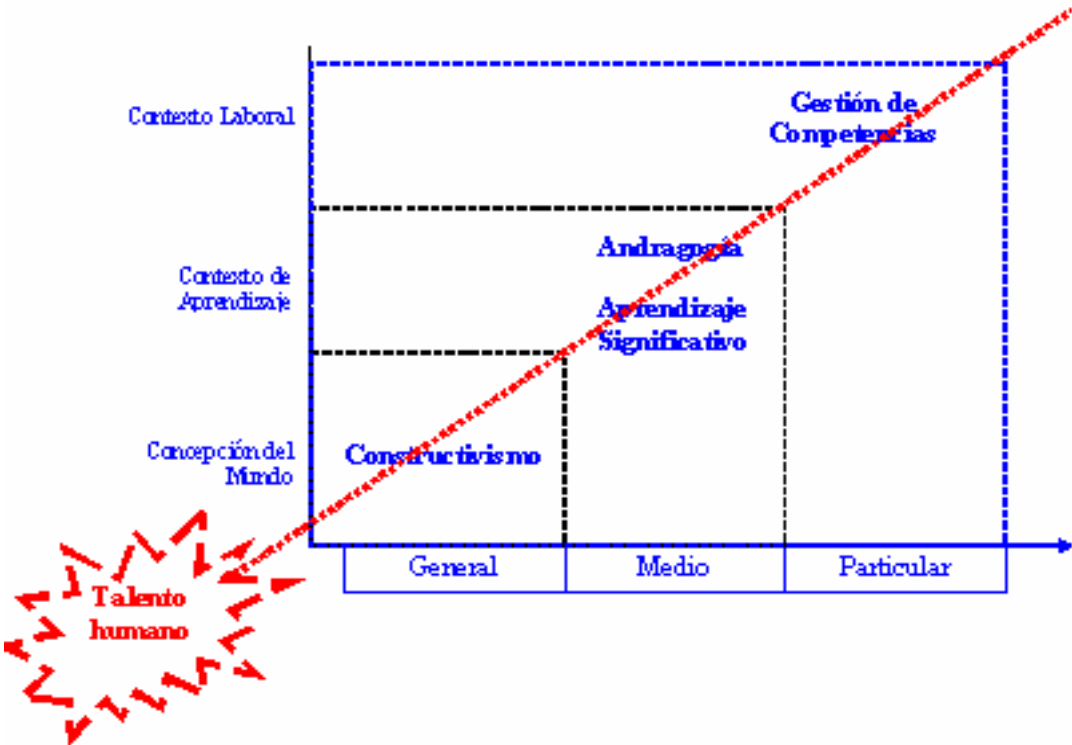 Gestión de
Competencias
Contexto Laboral
Andragogía
Contexto de
Aprendizaje
Aprendizaje
Significativo
Concepción del
Mundo
Constructivismo
General
Medio
Particular
Talento
humano